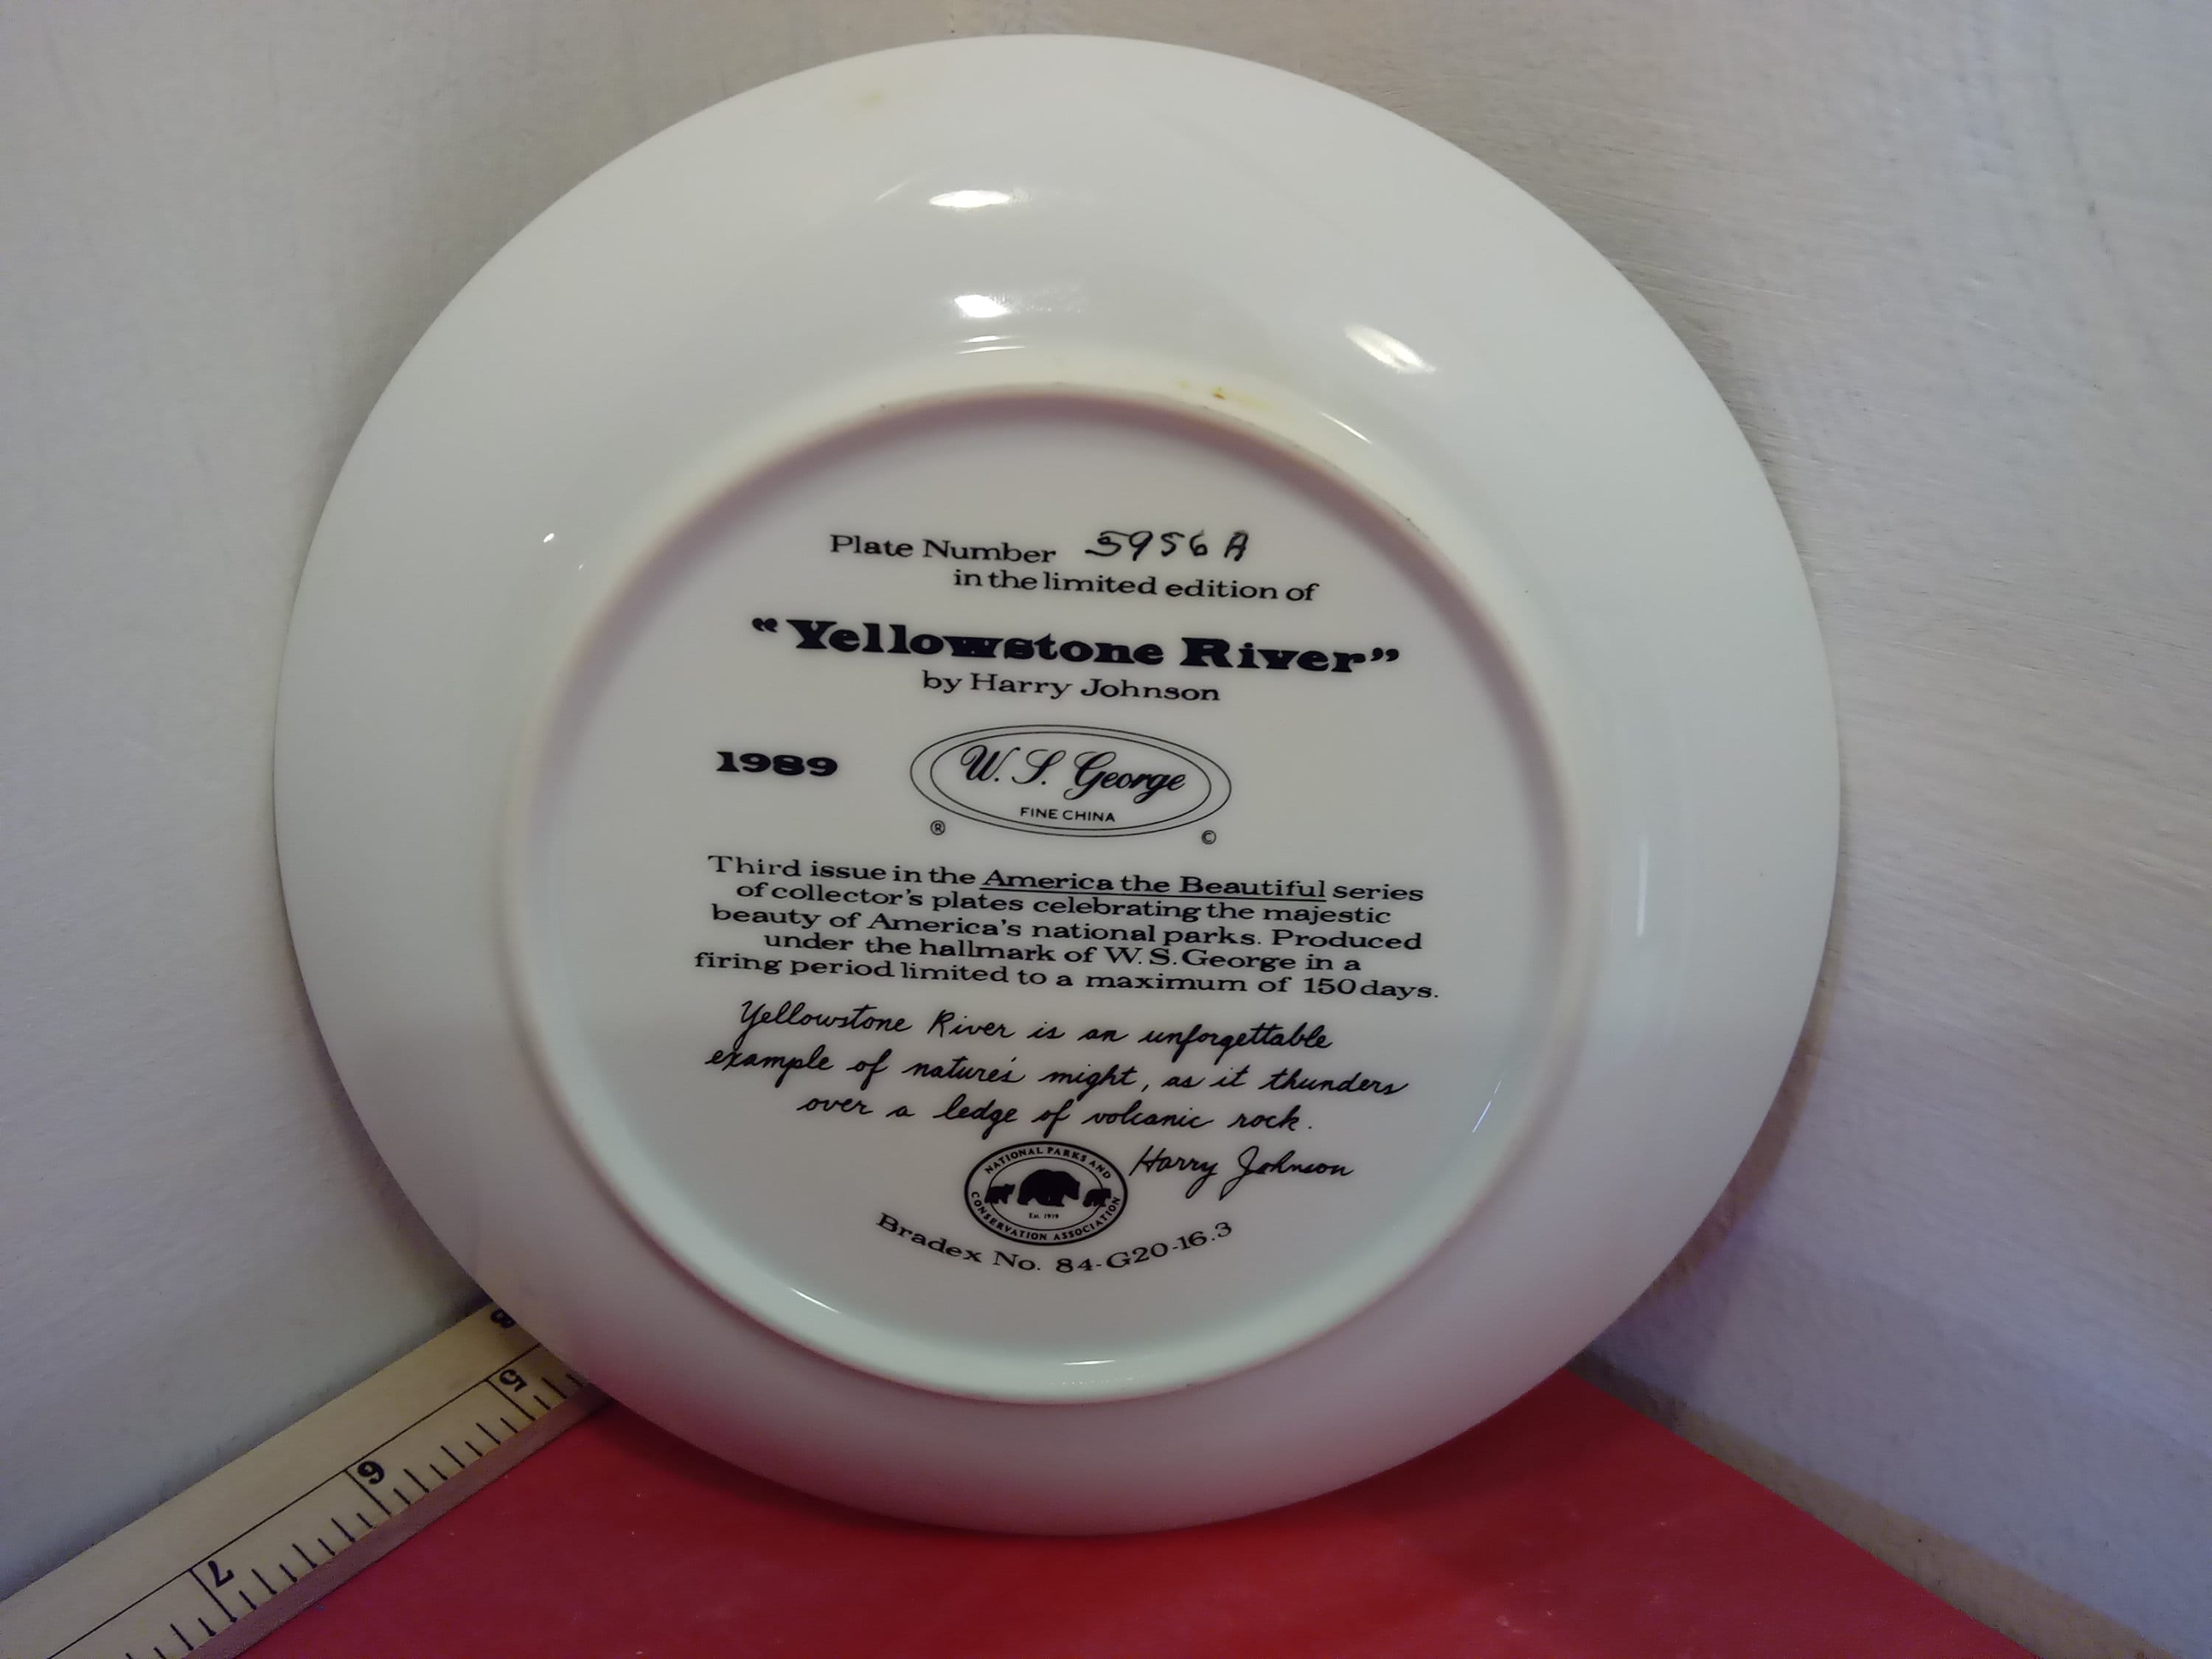 Plate Number 5956 A
in the limited edition of
“Yellowstone River”
by Harry Johnson
1989
W. S. George
FINE CHINA
® ©
Third issue in the America the Beautiful series
of collector's plates celebrating the majestic
beauty of America's national parks. Produced
under the hallmark of W. S. George in a
firing period limited to a maximum of 150 days.
Yellowstone River is an unforgettable
example of nature's might, as it thunders
over a ledge of volcanic rock.
Harry Johnson
NATIONAL PARKS AND
CONSERVATION ASSOCIATION
Est. 1919
Bradex No. 84-G20-16.3
8
5
6
7